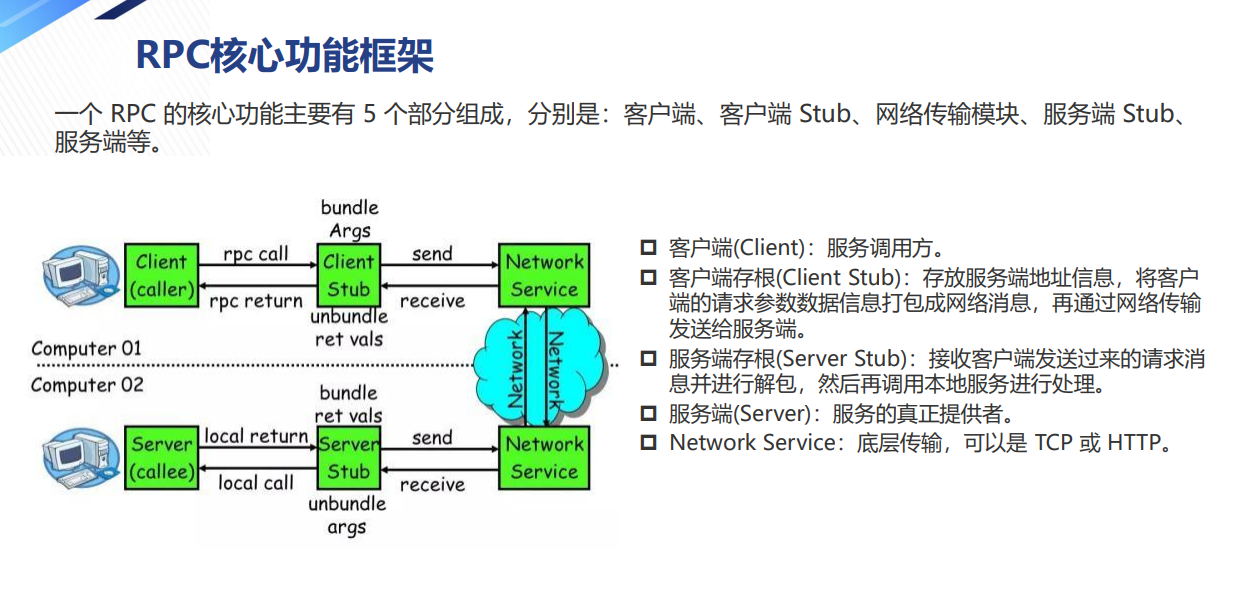 RPC核心功能框架
一个 RPC 的核心功能主要有 5 个部分组成，分别是：客户端、客户端 Stub、网络传输模块、服务端 Stub、
服务端等。
bundle
Args
Client
(caller)
rpc call
rpc return
Client
Stub
send
receive
Network
Service
unbundle
ret vals
Computer 01
Network
Network
Computer 02
bundle
ret vals
Server
(callee)
local return
local call
Server
Stub
send
receive
Network
Service
unbundle
args
客户端(Client)：服务调用方。
客户端存根(Client Stub)：存放服务端地址信息，将客户
端的请求参数数据信息打包成网络消息，再通过网络传输
发送给服务端。
服务端存根(Server Stub)：接收客户端发送过来的请求消
息并进行解包，然后再调用本地服务进行处理。
服务端(Server)：服务的真正提供者。
Network Service：底层传输，可以是 TCP 或 HTTP。